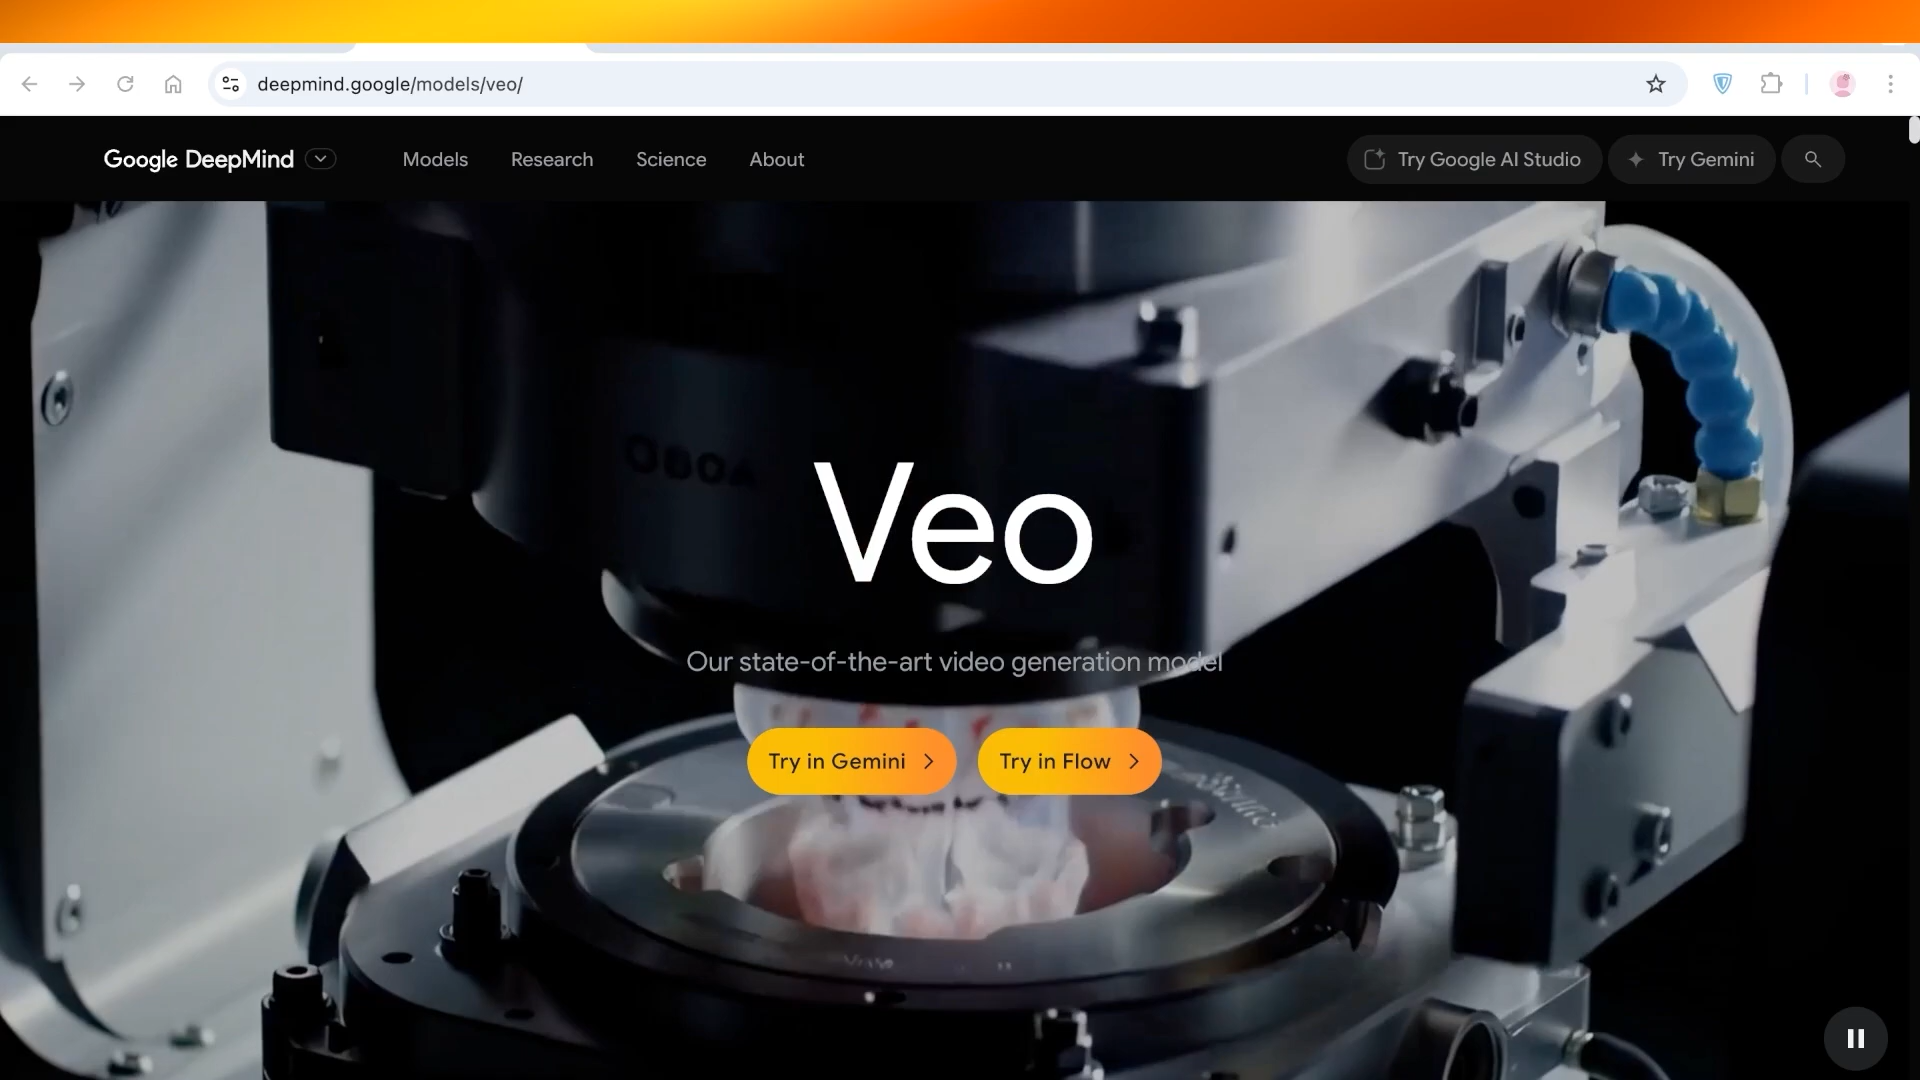 deepmind.google/models/veo/
Google DeepMind
Models
Research
Science
About
Try Google AI Studio
Try Gemini
Veo
Our state-of-the-art video generation model
Try in Gemini
Try in Flow